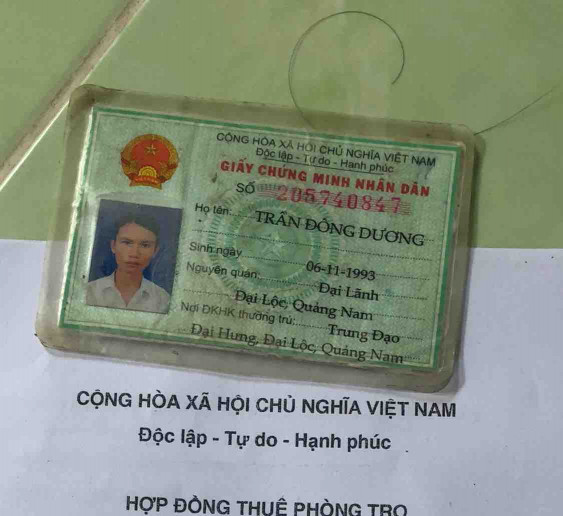 CỘNG HÒA XÃ HỘI CHỦ NGHĨA VIỆT NAM
Độc lập - Tự do - Hạnh phúc
GIẤY CHỨNG MINH NHÂN DÂN
SỐ 205740847
Họ tên: TRẦN ĐÔNG DƯƠNG
Sinh ngày 06-11-1993
Nguyên quán: Đại Lãnh
Đại Lộc, Quảng Nam
Nơi ĐKHK thường trú: Trung Đạo
Đại Hưng, Đại Lộc, Quảng Nam
CỘNG HÒA XÃ HỘI CHỦ NGHĨA VIỆT NAM
Độc lập - Tự do - Hạnh phúc
HỢP ĐỒNG THUÊ PHÒNG TRỌ